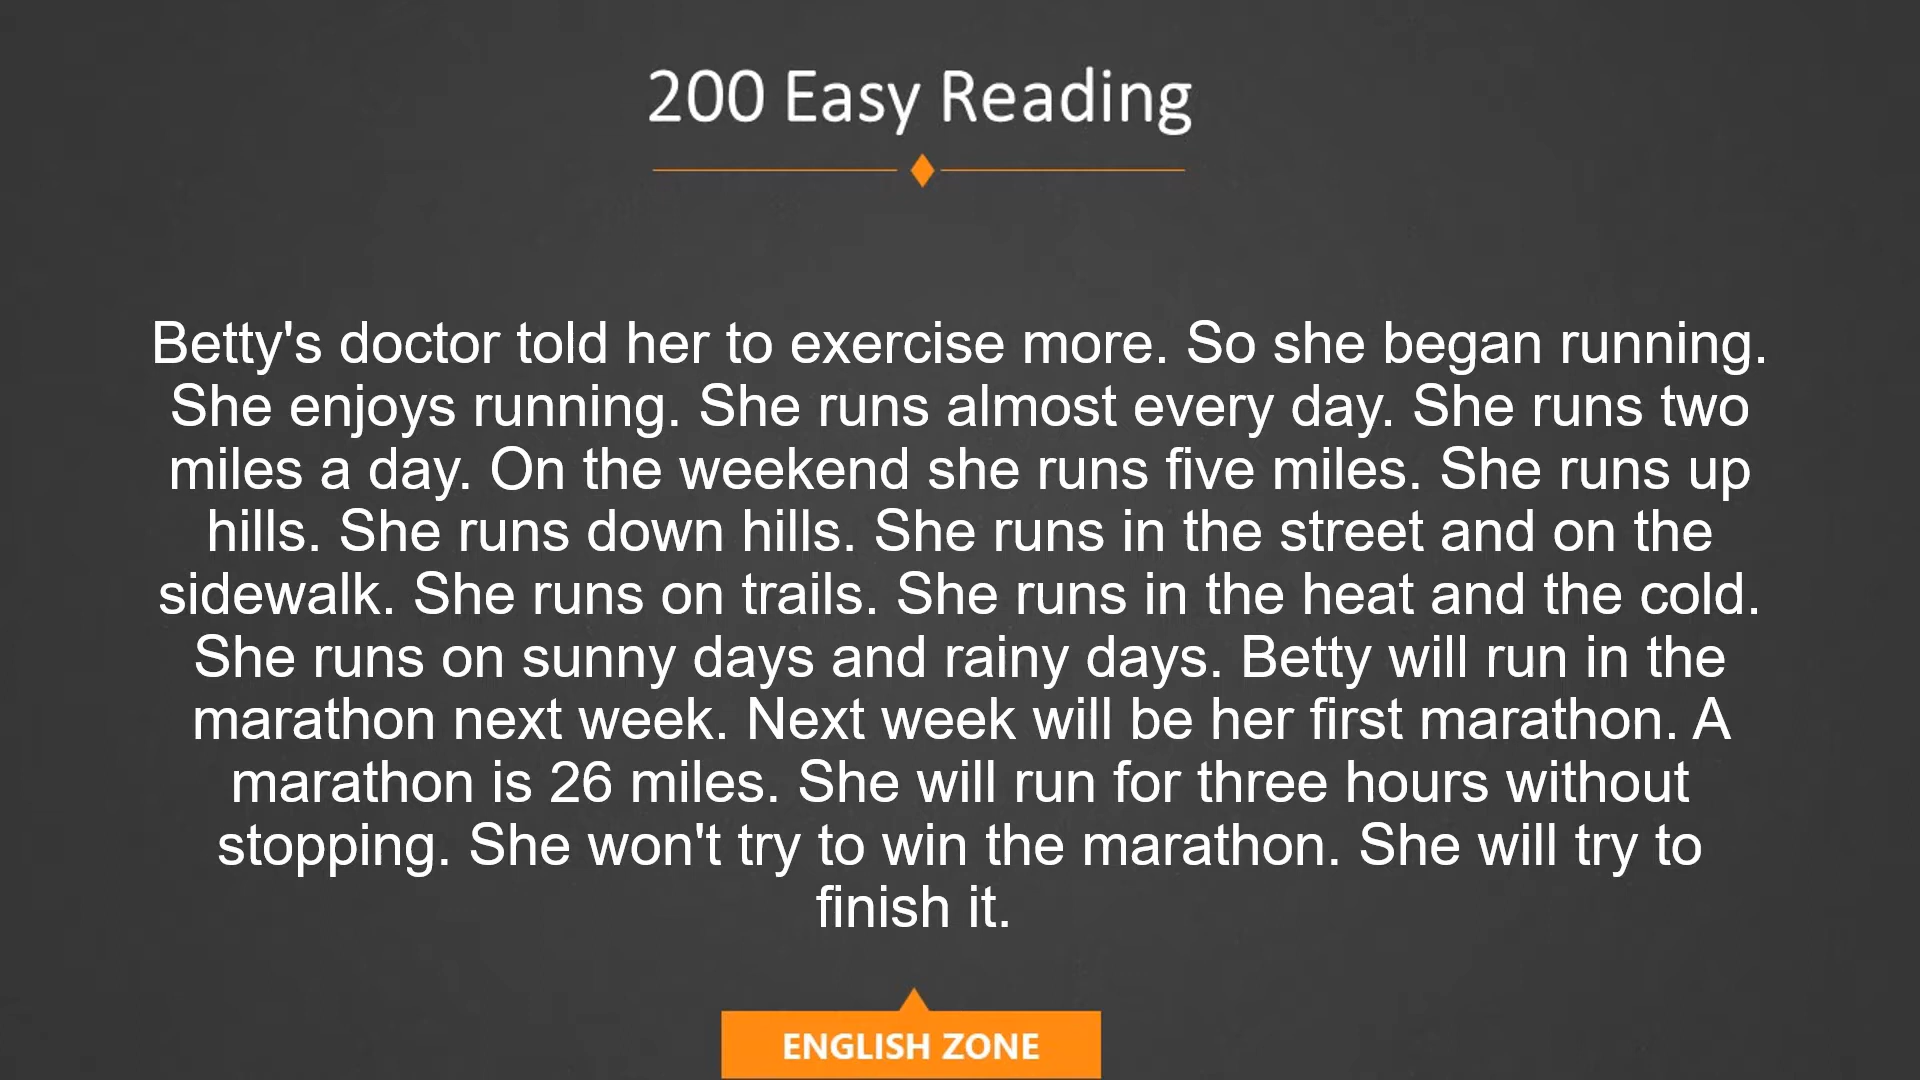 200 Easy Reading
Betty's doctor told her to exercise more. So she began running.
She enjoys running. She runs almost every day. She runs two
miles a day. On the weekend she runs five miles. She runs up
hills. She runs down hills. She runs in the street and on the
sidewalk. She runs on trails. She runs in the heat and the cold.
She runs on sunny days and rainy days. Betty will run in the
marathon next week. Next week will be her first marathon. A
marathon is 26 miles. She will run for three hours without
stopping. She won't try to win the marathon. She will try to
finish it.
ENGLISH ZONE